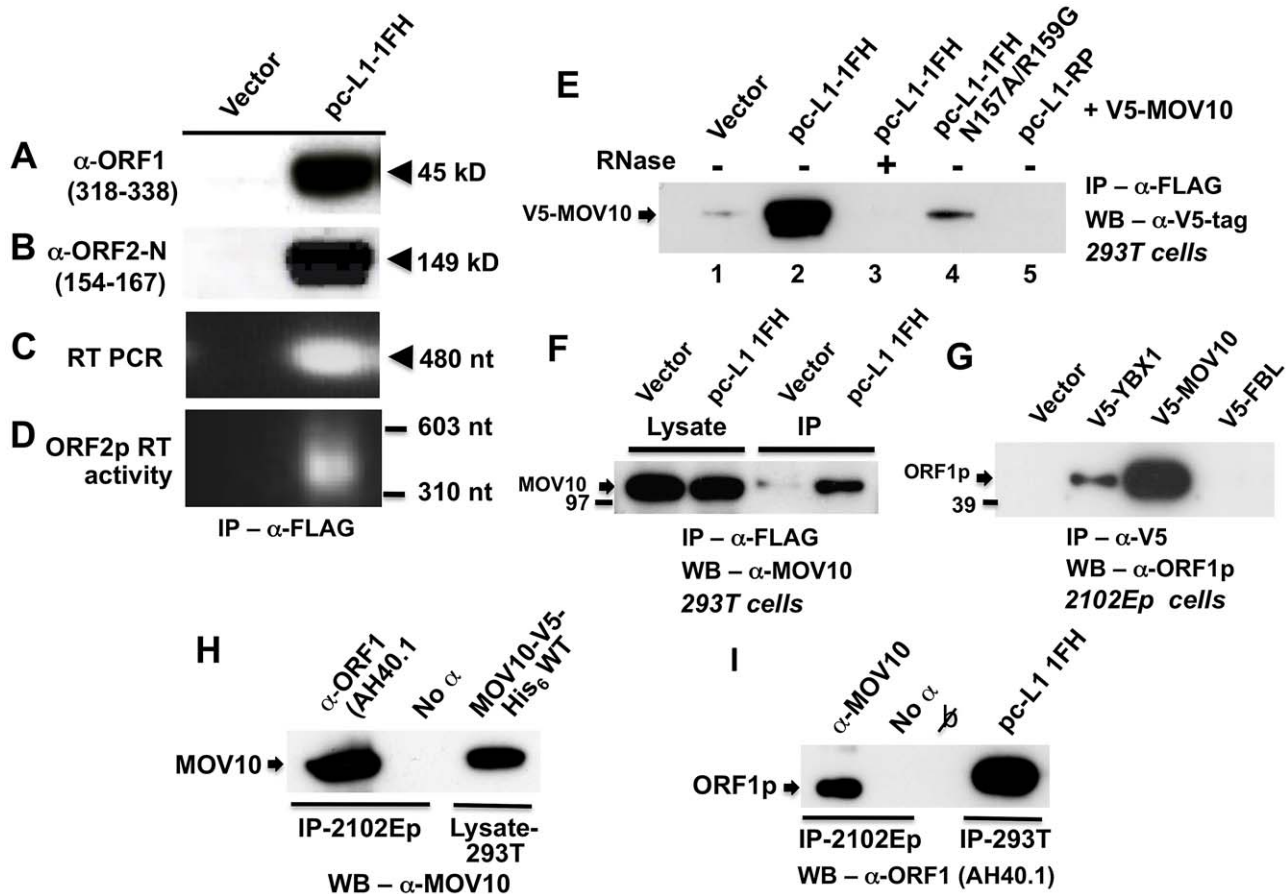 Vector
pc-L1-1FH
A
α-ORF1
(318-338)
45 kD
B
α-ORF2-N
(154-167)
149 kD
C
RT PCR
480 nt
D
ORF2p RT
activity
603 nt
310 nt
IP – α-FLAG
E
Vector
pc-L1-1FH
pc-L1-1FH
pc-L1-1FH
N157A/R159G
pc-L1-RP
+ V5-MOV10
RNase - - + - -
V5-MOV10
1 2 3 4 5
IP – α-FLAG
WB – α-V5-tag
293T cells
F
Vector
pc-L1 1FH
Vector
pc-L1 1FH
Lysate IP
MOV10
97
IP – α-FLAG
WB – α-MOV10
293T cells
G
Vector
V5-YBX1
V5-MOV10
V5-FBL
ORF1p
39
IP – α-V5
WB – α-ORF1p
2102Ep cells
H
α-ORF1
(AH40.1
No α
MOV10-V5-
His6 WT
MOV10
IP-2102Ep
Lysate-
293T
WB – α-MOV10
I
α-MOV10
No α
pc-L1 1FH
ORF1p
IP-2102Ep IP-293T
WB – α-ORF1 (AH40.1)